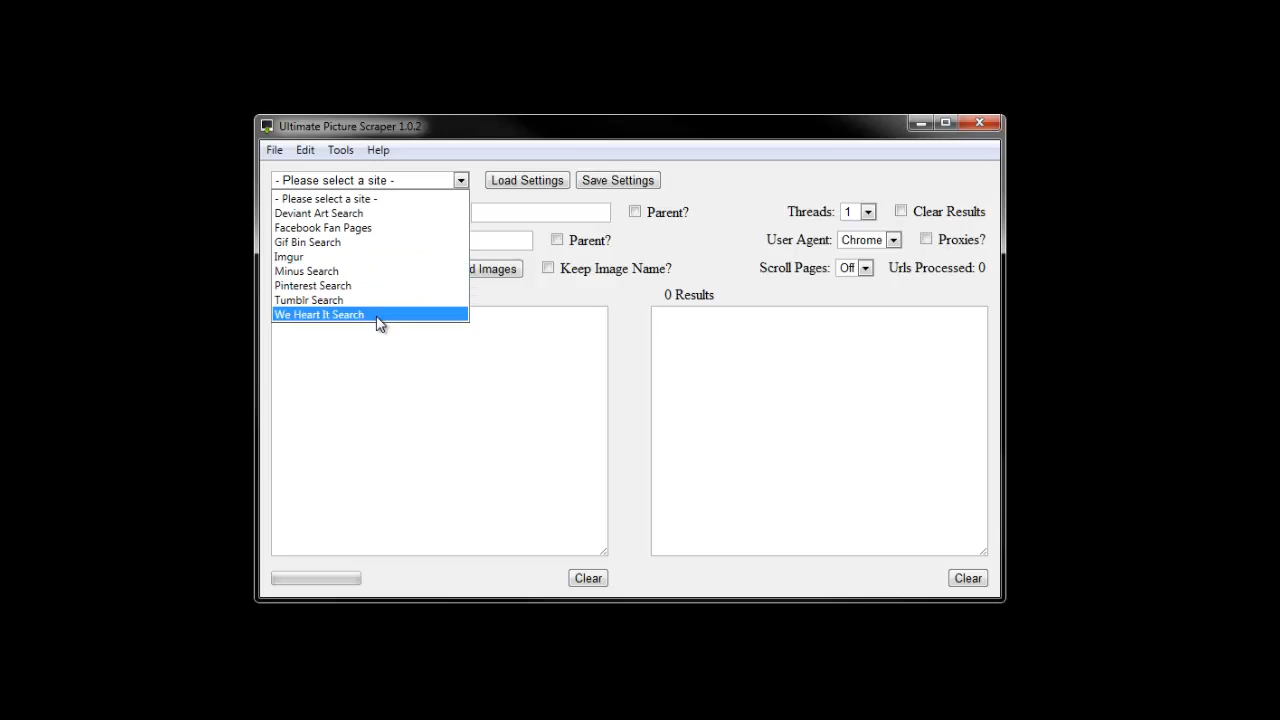 Ultimate Picture Scraper 1.0.2
File Edit Tools Help
- Please select a site - Load Settings Save Settings
- Please select a site -
Deviant Art Search
Facebook Fan Pages
Gif Bin Search
Imgur
Minus Search
Pinterest Search
Tumblr Search
We Heart It Search
Parent? Threads: 1 Clear Results
Parent? User Agent: Chrome Proxies?
Images Keep Image Name? Scroll Pages: Off Urls Processed: 0
0 Results
Clear Clear